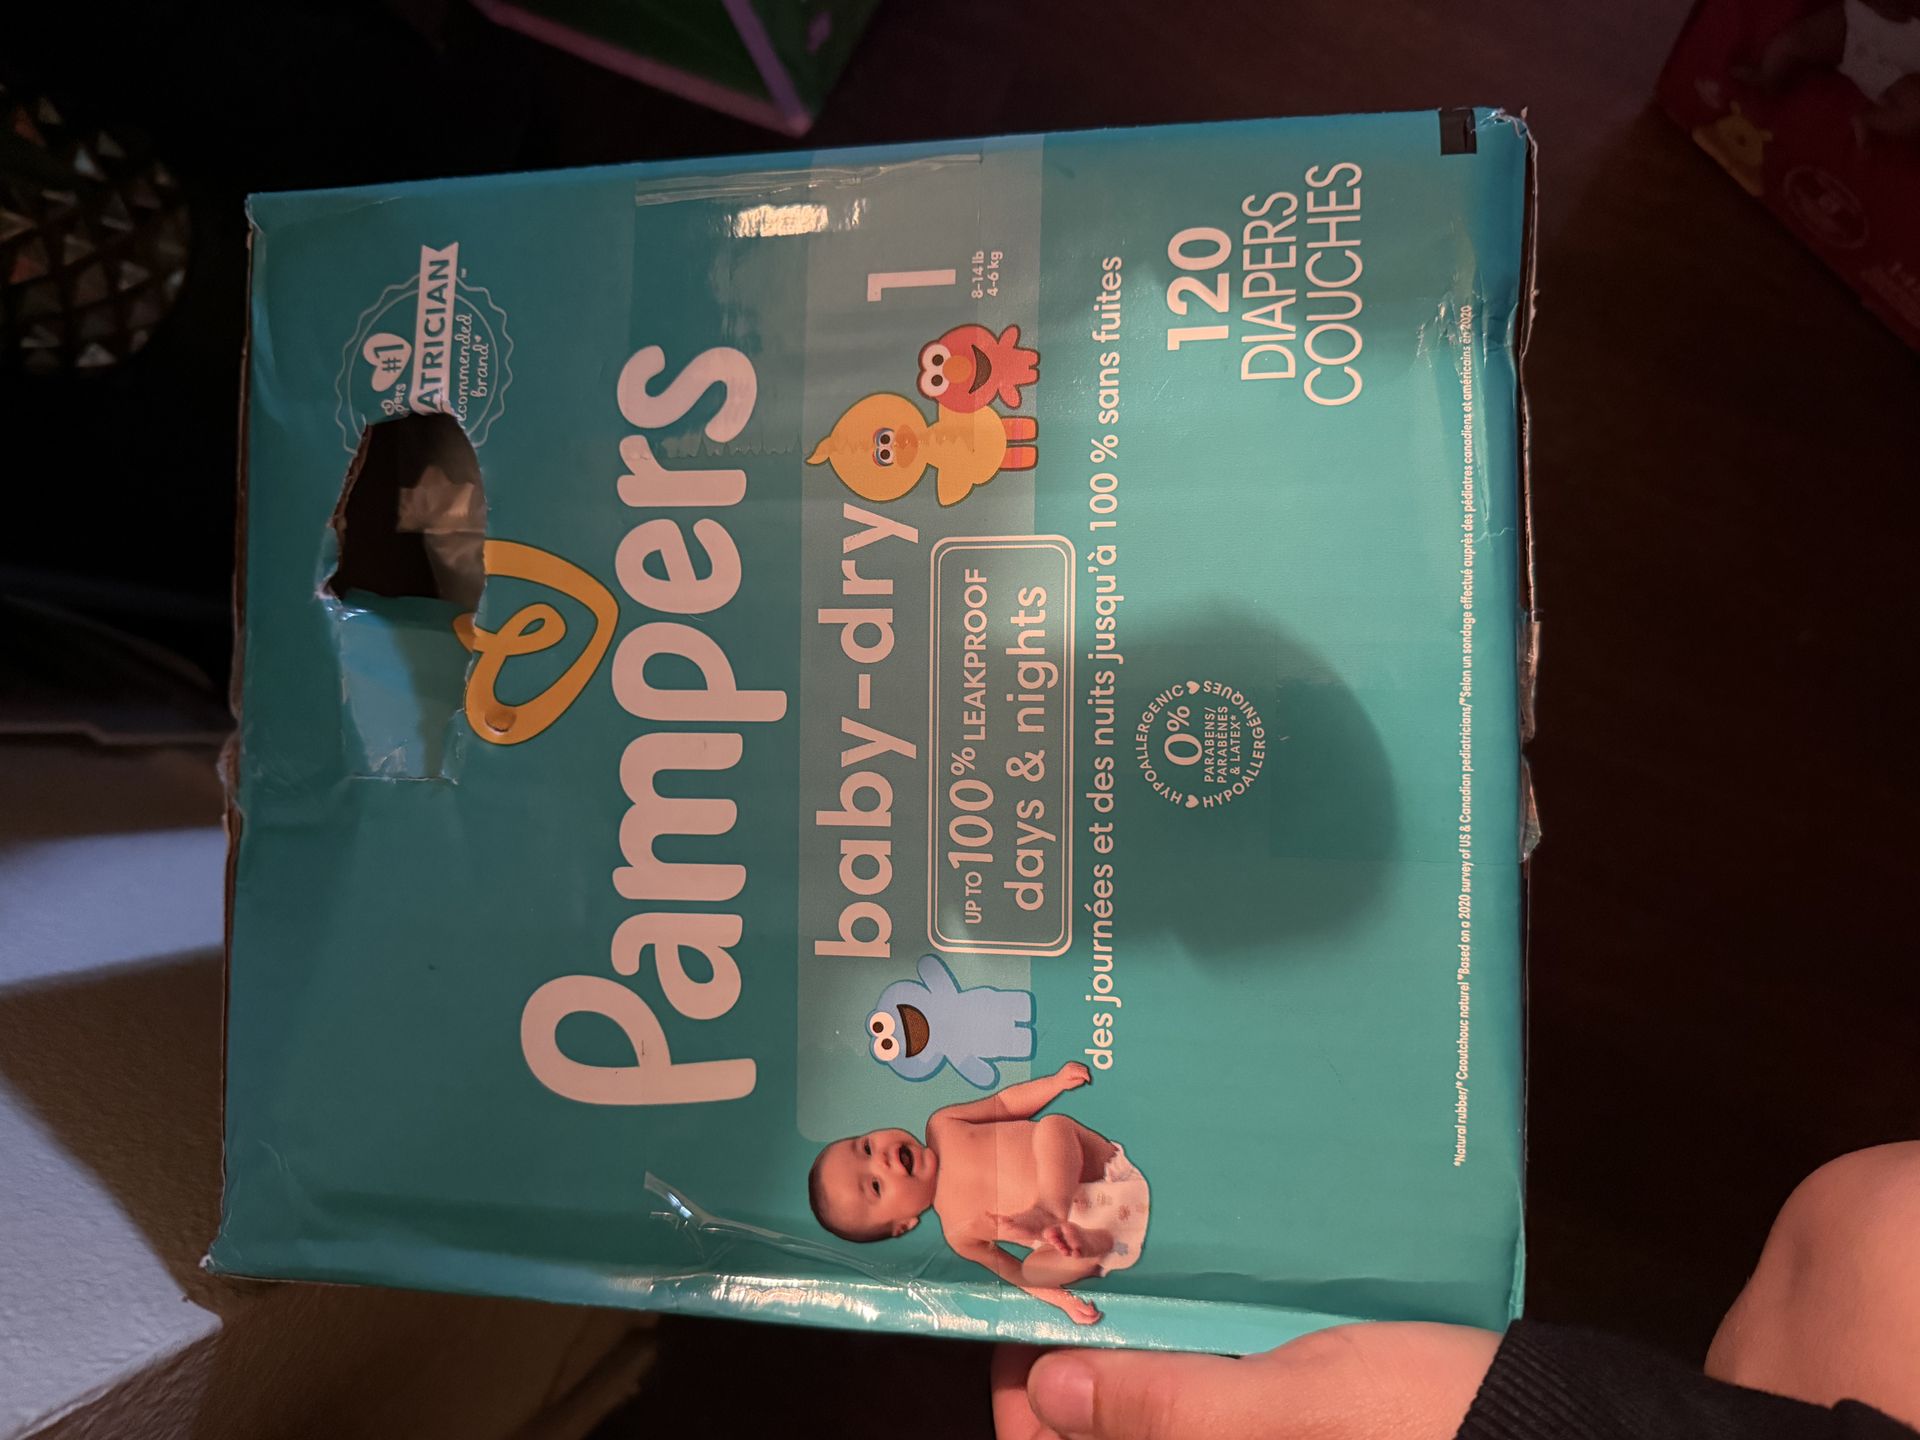 #1
commended
brand*
Pampers
baby-dry
1
8-14 lb
4-6 kg
UP TO 100% LEAKPROOF
days & nights
des journées et des nuits jusqu'à 100 % sans fuites
HYPOALLERGENIC
0%
PARABENS/
PARABÈNES
& LATEX*
HYPOALLERGÉNIQUES
120
DIAPERS
COUCHES
*Natural rubber/* Caoutchouc naturel *Based on a 2020 survey of US & Canadian pediatricians/*Selon un sondage effectué auprès des pédiatres canadiens et américains en 2020